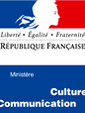 Liberté • Égalité • Fraternité
RÉPUBLIQUE FRANÇAISE
Ministère
Culture
Communication